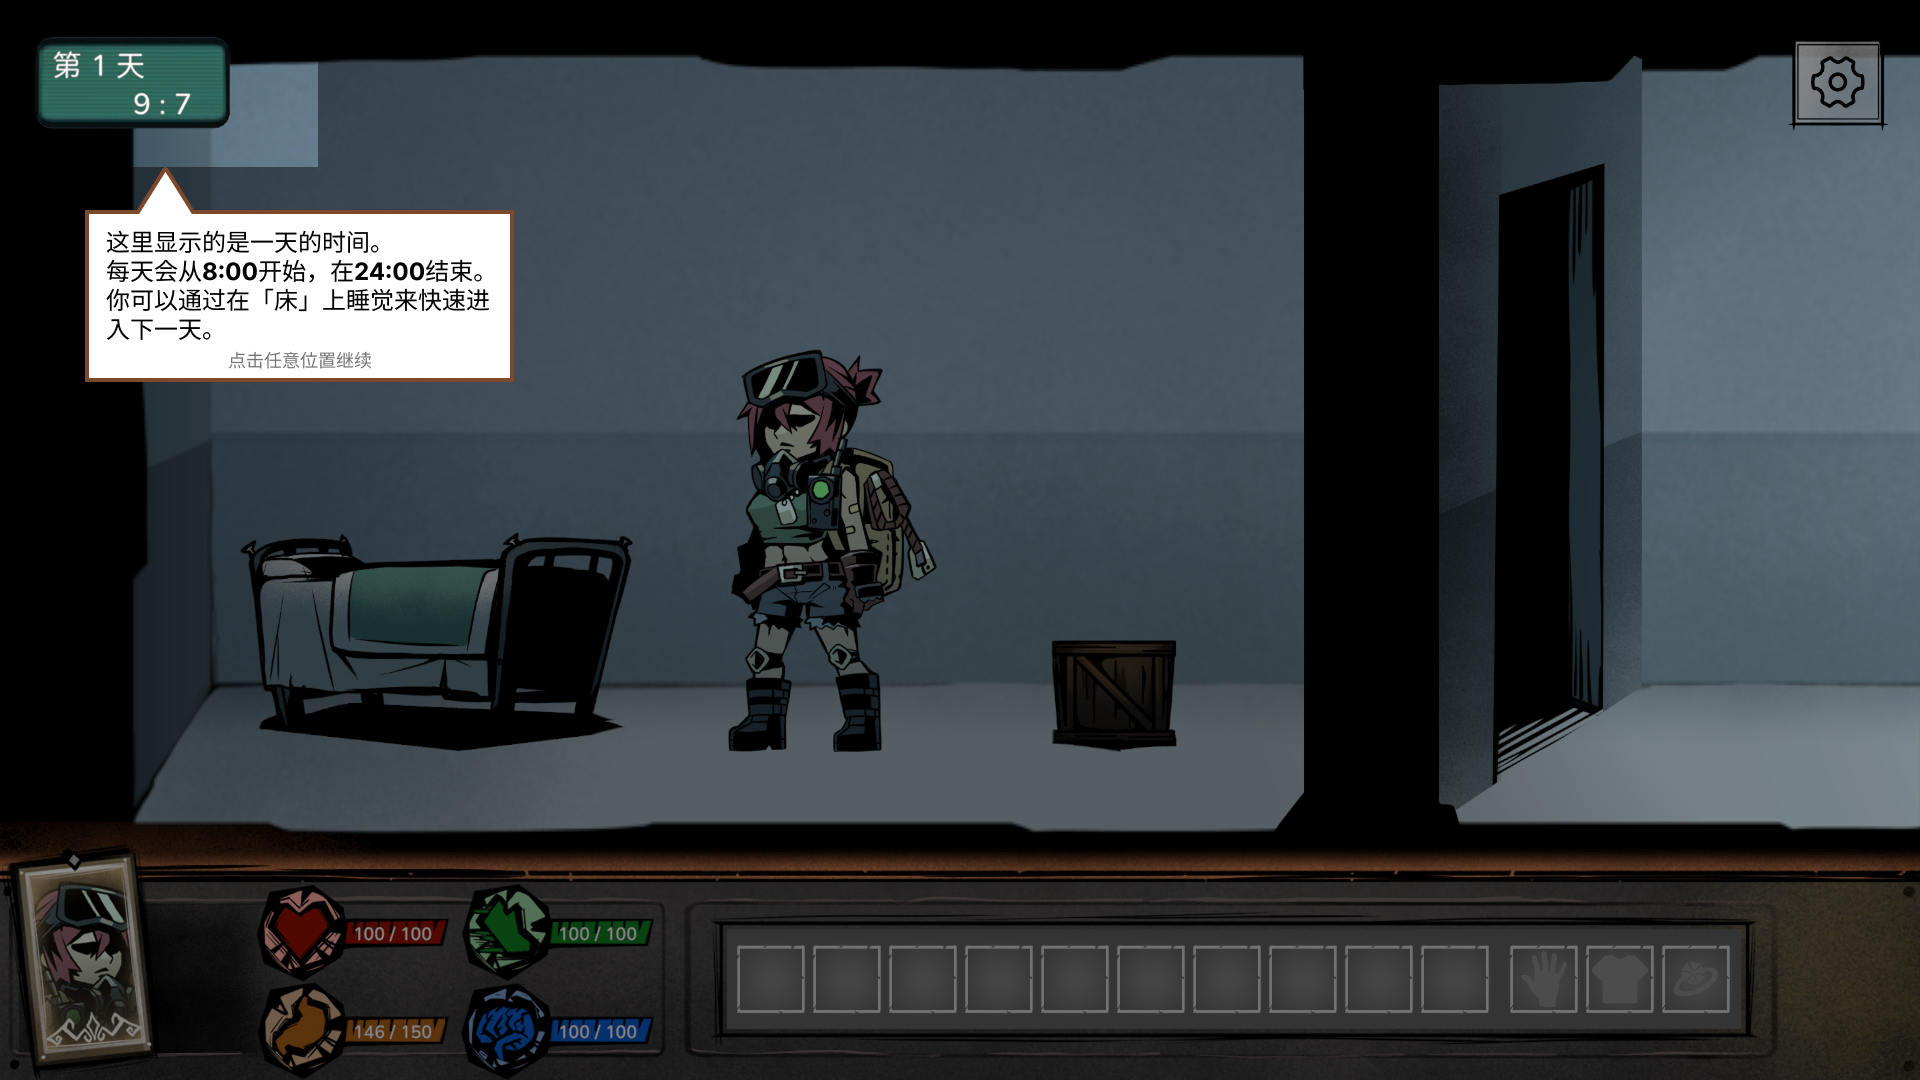 第 1 天
9 : 7
这里显示的是一天的时间。
每天会从8:00开始，在24:00结束。
你可以通过在「床」上睡觉来快速进
入下一天。
点击任意位置继续
100 / 100
100 / 100
146 / 150
100 / 100